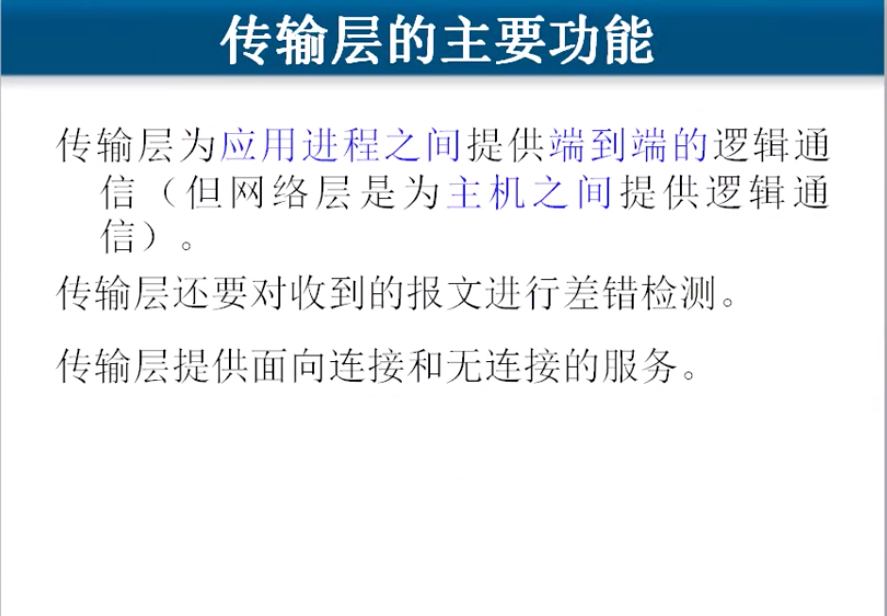 传输层的主要功能
传输层为应用进程之间提供端到端的逻辑通
信（但网络层是为主机之间提供逻辑通
信）。
传输层还要对收到的报文进行差错检测。
传输层提供面向连接和无连接的服务。